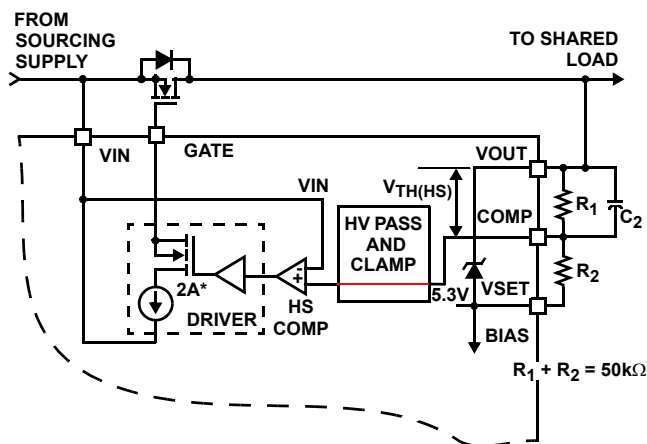 FROM
SOURCING
SUPPLY
TO SHARED
LOAD
VIN
GATE
VOUT
VIN
V_TH(HS)
HV PASS
AND
CLAMP
COMP
R1
C2
R2
2A*
DRIVER
HS
COMP
5.3V
VSET
BIAS
R1 + R2 = 50kΩ
-
+